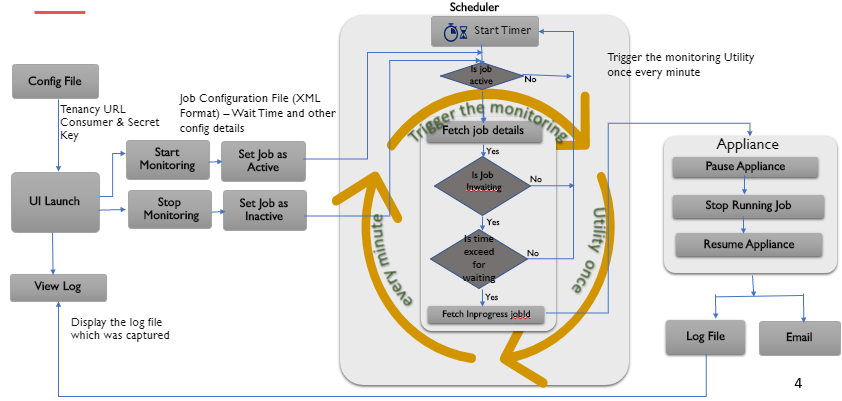 Scheduler
Start Timer
Is job
active
No
Trigger the monitoring Utility
once every minute
Config File
Tenancy URL
Consumer & Secret
Key
Job Configuration File (XML
Format) – Wait Time and other
config details
Trigger the monitoring
Utility once
every minute
Fetch job details
Yes
Start
Monitoring
Set Job as
Active
Is Job
Inwaiting
No
UI Launch
Stop
Monitoring
Set Job as
Inactive
Yes
Is time
exceed
for
waiting
No
Yes
Fetch Inprogress jobId
Appliance
Pause Appliance
Stop Running Job
Resume Appliance
View Log
Display the log file
which was captured
Log File
Email
4